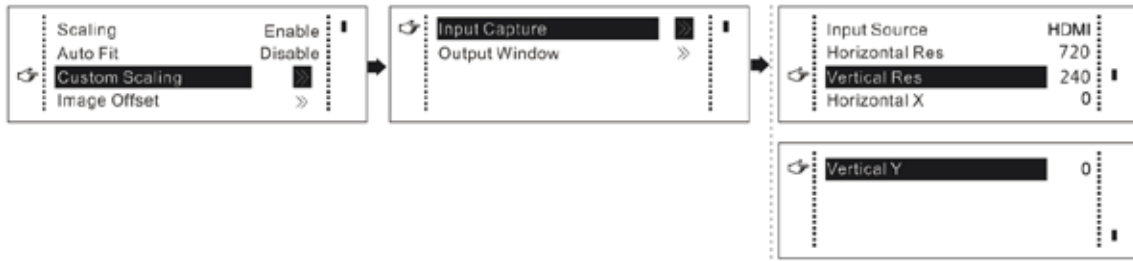 Scaling Enable
Auto Fit Disable
Custom Scaling »
Image Offset »
Input Capture »
Output Window »
Input Source HDMI
Horizontal Res 720
Vertical Res 240
Horizontal X 0
Vertical Y 0